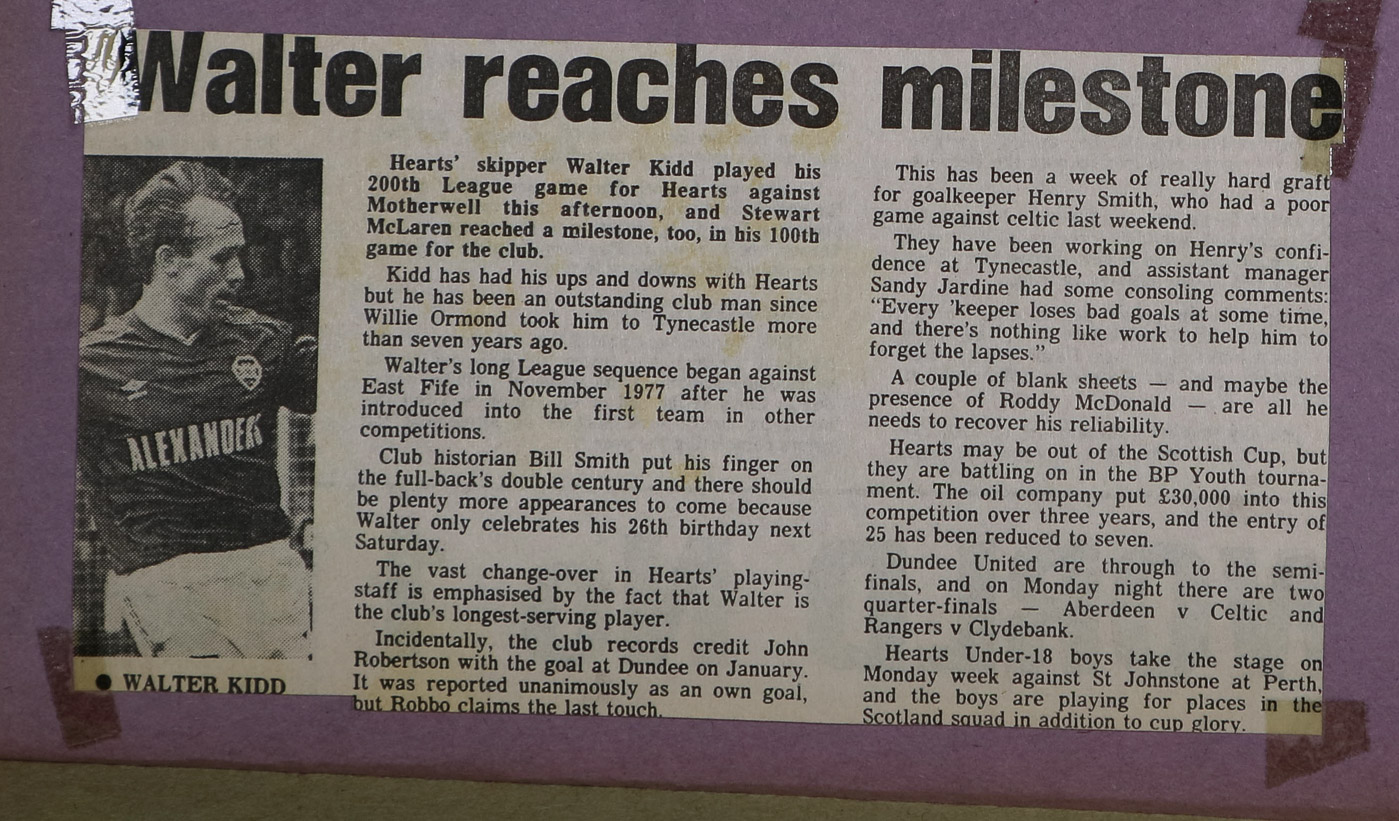 Walter reaches milestone
ALEXANDERS
● WALTER KIDD
Hearts' skipper Walter Kidd played his
200th League game for Hearts against
Motherwell this afternoon, and Stewart
McLaren reached a milestone, too, in his 100th
game for the club.
Kidd has had his ups and downs with Hearts
but he has been an outstanding club man since
Willie Ormond took him to Tynecastle more
than seven years ago.
Walter's long League sequence began against
East Fife in November 1977 after he was
introduced into the first team in other
competitions.
Club historian Bill Smith put his finger on
the full-back's double century and there should
be plenty more appearances to come because
Walter only celebrates his 26th birthday next
Saturday.
The vast change-over in Hearts' playing-
staff is emphasised by the fact that Walter is
the club's longest-serving player.
Incidentally, the club records credit John
Robertson with the goal at Dundee on January.
It was reported unanimously as an own goal,
but Robbo claims the last touch.
This has been a week of really hard graft
for goalkeeper Henry Smith, who had a poor
game against celtic last weekend.
They have been working on Henry's confi-
dence at Tynecastle, and assistant manager
Sandy Jardine had some consoling comments:
“Every 'keeper loses bad goals at some time,
and there's nothing like work to help him to
forget the lapses.”
A couple of blank sheets — and maybe the
presence of Roddy McDonald — are all he
needs to recover his reliability.
Hearts may be out of the Scottish Cup, but
they are battling on in the BP Youth tourna-
ment. The oil company put £30,000 into this
competition over three years, and the entry of
25 has been reduced to seven.
Dundee United are through to the semi-
finals, and on Monday night there are two
quarter-finals — Aberdeen v Celtic and
Rangers v Clydebank.
Hearts Under-18 boys take the stage on
Monday week against St Johnstone at Perth,
and the boys are playing for places in the
Scotland squad in addition to cup glory.